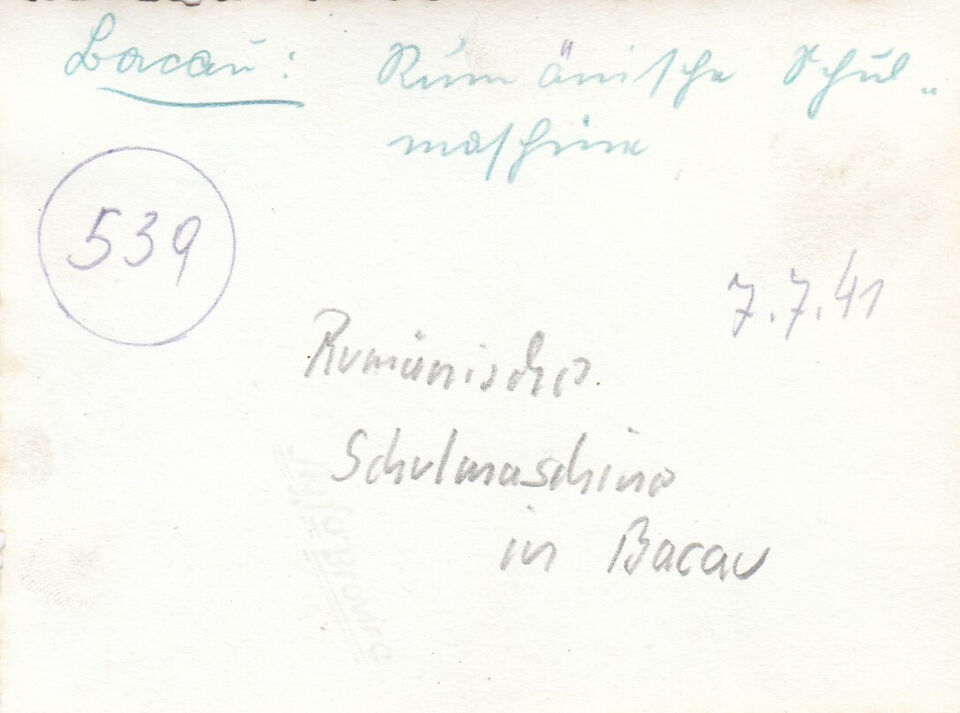 Bacau: Rumänische Schul-
maschine
539
7.7.41
Rumänische
Schulmaschine
in Bacau